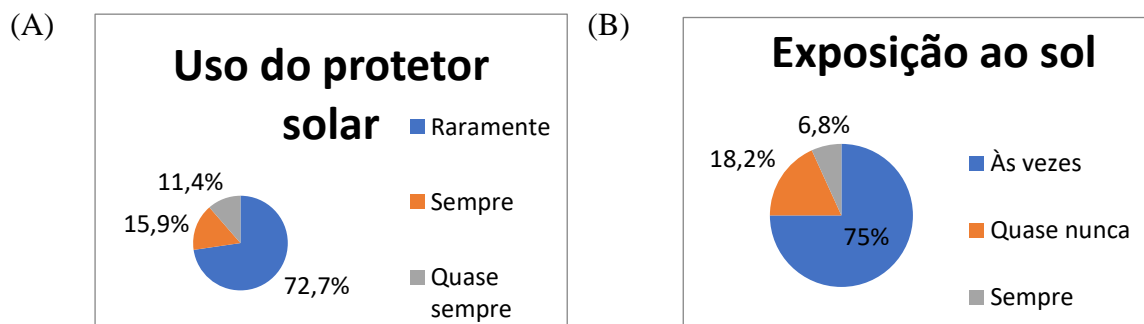 (A)
Uso do protetor
solar
Raramente
Sempre
Quase
sempre
11,4%
15,9%
72,7%
(B)
Exposição ao sol
6,8%
18,2%
75%
Às vezes
Quase nunca
Sempre